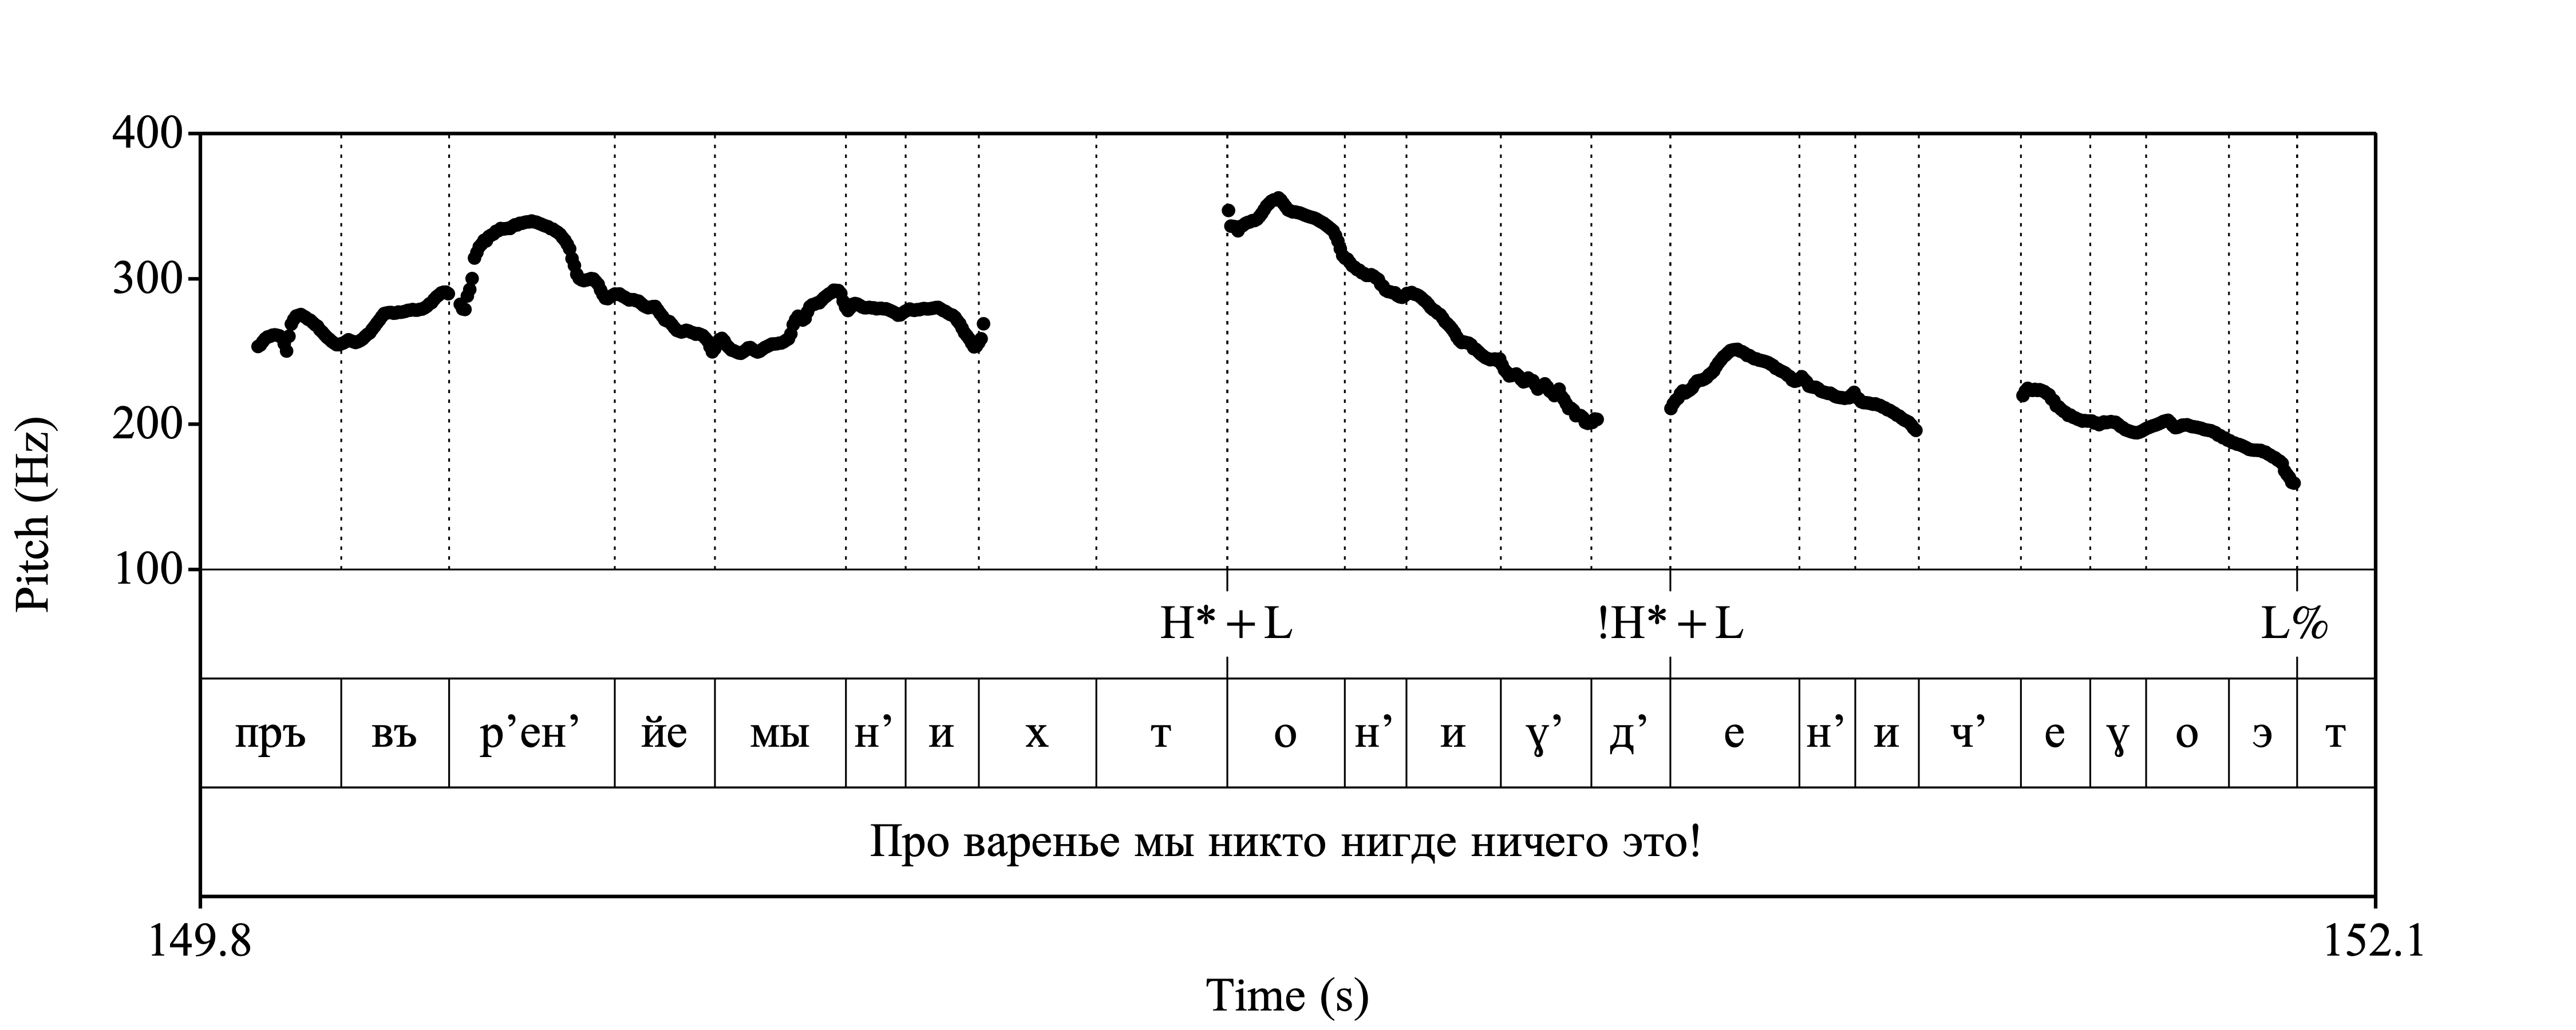 400
300
200
100
Pitch (Hz)
H*+L !H*+L L%
пръ въ р’ен’ йе мы н’ и х т о н’ и ɣ’ д’ е н’ и ч’ е ɣ о э т
Про варенье мы никто нигде ничего это!
149.8 152.1
Time (s)